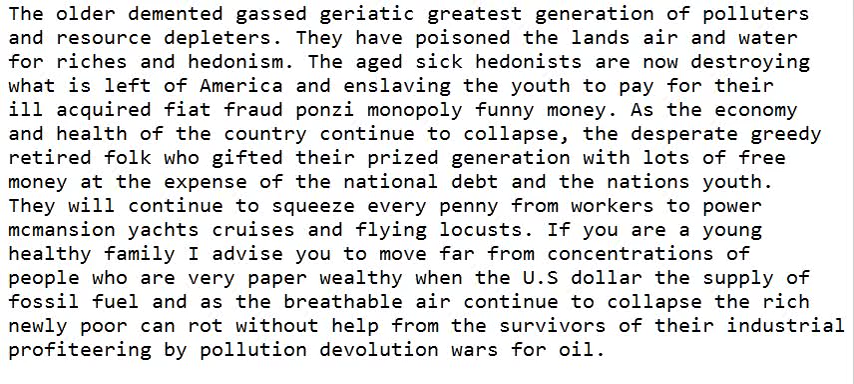 The older demented gassed geriatic greatest generation of polluters
and resource depleters. They have poisoned the lands air and water
for riches and hedonism. The aged sick hedonists are now destroying
what is left of America and enslaving the youth to pay for their
ill acquired fiat fraud ponzi monopoly funny money. As the economy
and health of the country continue to collapse, the desperate greedy
retired folk who gifted their prized generation with lots of free
money at the expense of the national debt and the nations youth.
They will continue to squeeze every penny from workers to power
mcmansion yachts cruises and flying locusts. If you are a young
healthy family I advise you to move far from concentrations of
people who are very paper wealthy when the U.S dollar the supply of
fossil fuel and as the breathable air continue to collapse the rich
newly poor can rot without help from the survivors of their industrial
profiteering by pollution devolution wars for oil.